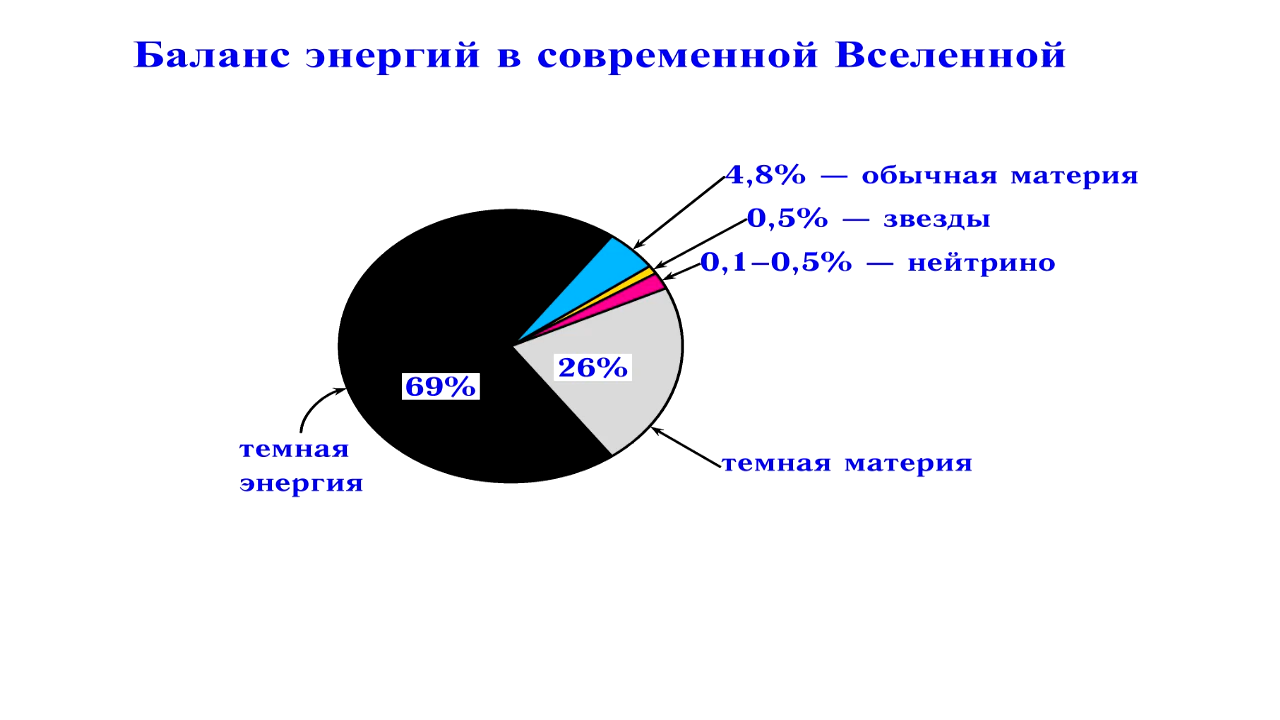 Баланс энергий в современной Вселенной
4,8% — обычная материя
0,5% — звезды
0,1–0,5% — нейтрино
26%
69%
темная
энергия
темная материя